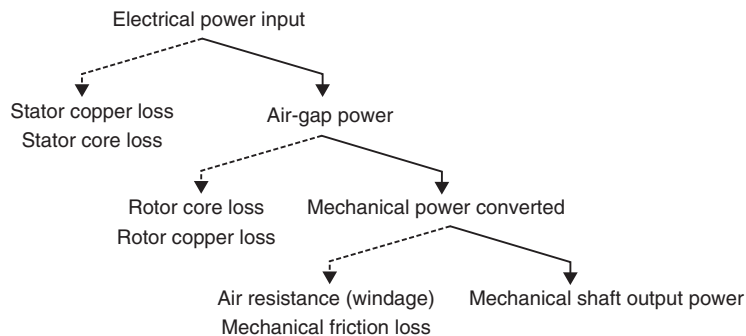 Electrical power input
Stator copper loss
Stator core loss
Air-gap power
Rotor core loss
Rotor copper loss
Mechanical power converted
Air resistance (windage)
Mechanical friction loss
Mechanical shaft output power